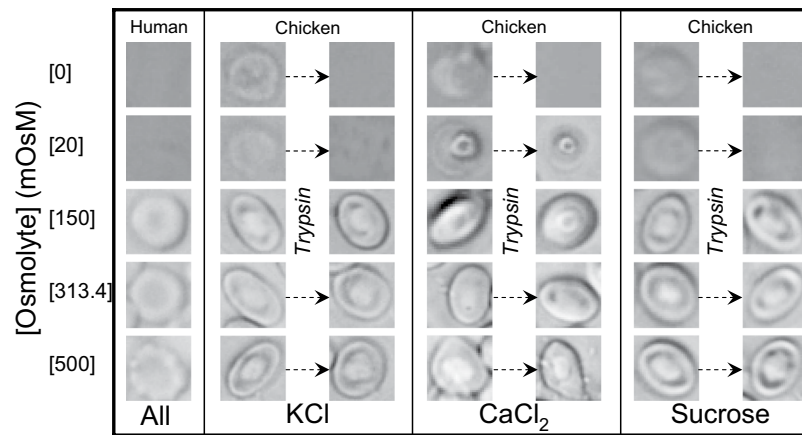 Human Chicken Chicken Chicken
[Osmolyte] (mOsM)
[0]
[20]
[150]
Trypsin Trypsin Trypsin
[313.4]
[500]
All KCl CaCl₂ Sucrose